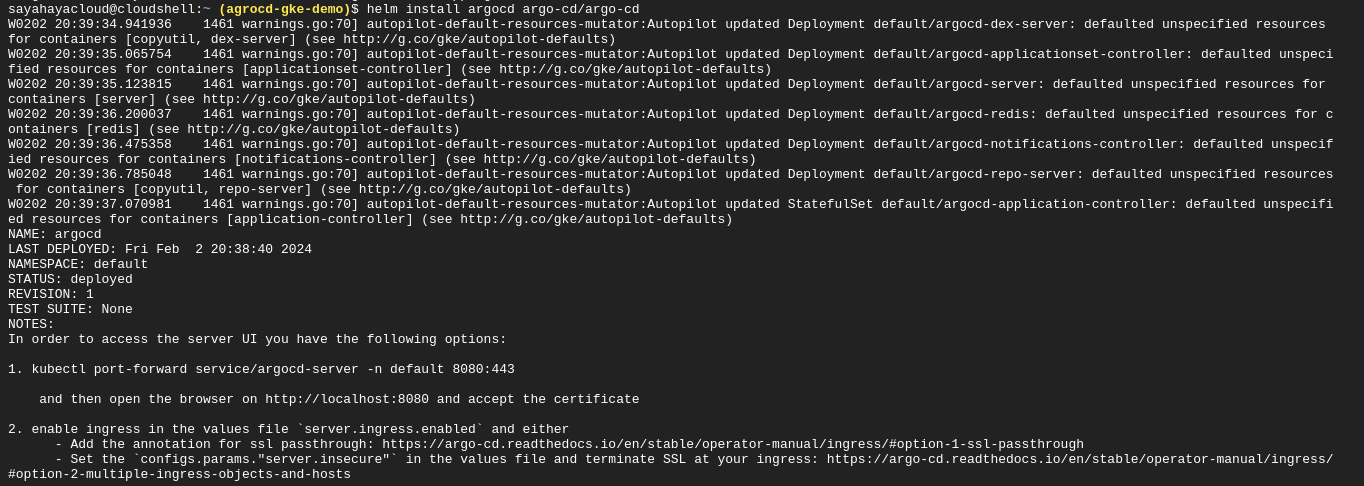 sayahayacloud@cloudshell:~ (agrocd-gke-demo)$ helm install argocd argo-cd/argo-cd
W0202 20:39:34.941936    1461 warnings.go:70] autopilot-default-resources-mutator:Autopilot updated Deployment default/argocd-dex-server: defaulted unspecified resources
for containers [copyutil, dex-server] (see http://g.co/gke/autopilot-defaults)
W0202 20:39:35.065754    1461 warnings.go:70] autopilot-default-resources-mutator:Autopilot updated Deployment default/argocd-applicationset-controller: defaulted unspeci
fied resources for containers [applicationset-controller] (see http://g.co/gke/autopilot-defaults)
W0202 20:39:35.123815    1461 warnings.go:70] autopilot-default-resources-mutator:Autopilot updated Deployment default/argocd-server: defaulted unspecified resources for
containers [server] (see http://g.co/gke/autopilot-defaults)
W0202 20:39:36.200037    1461 warnings.go:70] autopilot-default-resources-mutator:Autopilot updated Deployment default/argocd-redis: defaulted unspecified resources for c
ontainers [redis] (see http://g.co/gke/autopilot-defaults)
W0202 20:39:36.475358    1461 warnings.go:70] autopilot-default-resources-mutator:Autopilot updated Deployment default/argocd-notifications-controller: defaulted unspecif
ied resources for containers [notifications-controller] (see http://g.co/gke/autopilot-defaults)
W0202 20:39:36.785048    1461 warnings.go:70] autopilot-default-resources-mutator:Autopilot updated Deployment default/argocd-repo-server: defaulted unspecified resources
 for containers [copyutil, repo-server] (see http://g.co/gke/autopilot-defaults)
W0202 20:39:37.070981    1461 warnings.go:70] autopilot-default-resources-mutator:Autopilot updated StatefulSet default/argocd-application-controller: defaulted unspecifi
ed resources for containers [application-controller] (see http://g.co/gke/autopilot-defaults)
NAME: argocd
LAST DEPLOYED: Fri Feb  2 20:38:40 2024
NAMESPACE: default
STATUS: deployed
REVISION: 1
TEST SUITE: None
NOTES:
In order to access the server UI you have the following options:
1. kubectl port-forward service/argocd-server -n default 8080:443
    and then open the browser on http://localhost:8080 and accept the certificate
2. enable ingress in the values file `server.ingress.enabled` and either
      - Add the annotation for ssl passthrough: https://argo-cd.readthedocs.io/en/stable/operator-manual/ingress/#option-1-ssl-passthrough
      - Set the `configs.params."server.insecure"` in the values file and terminate SSL at your ingress: https://argo-cd.readthedocs.io/en/stable/operator-manual/ingress/
#option-2-multiple-ingress-objects-and-hosts